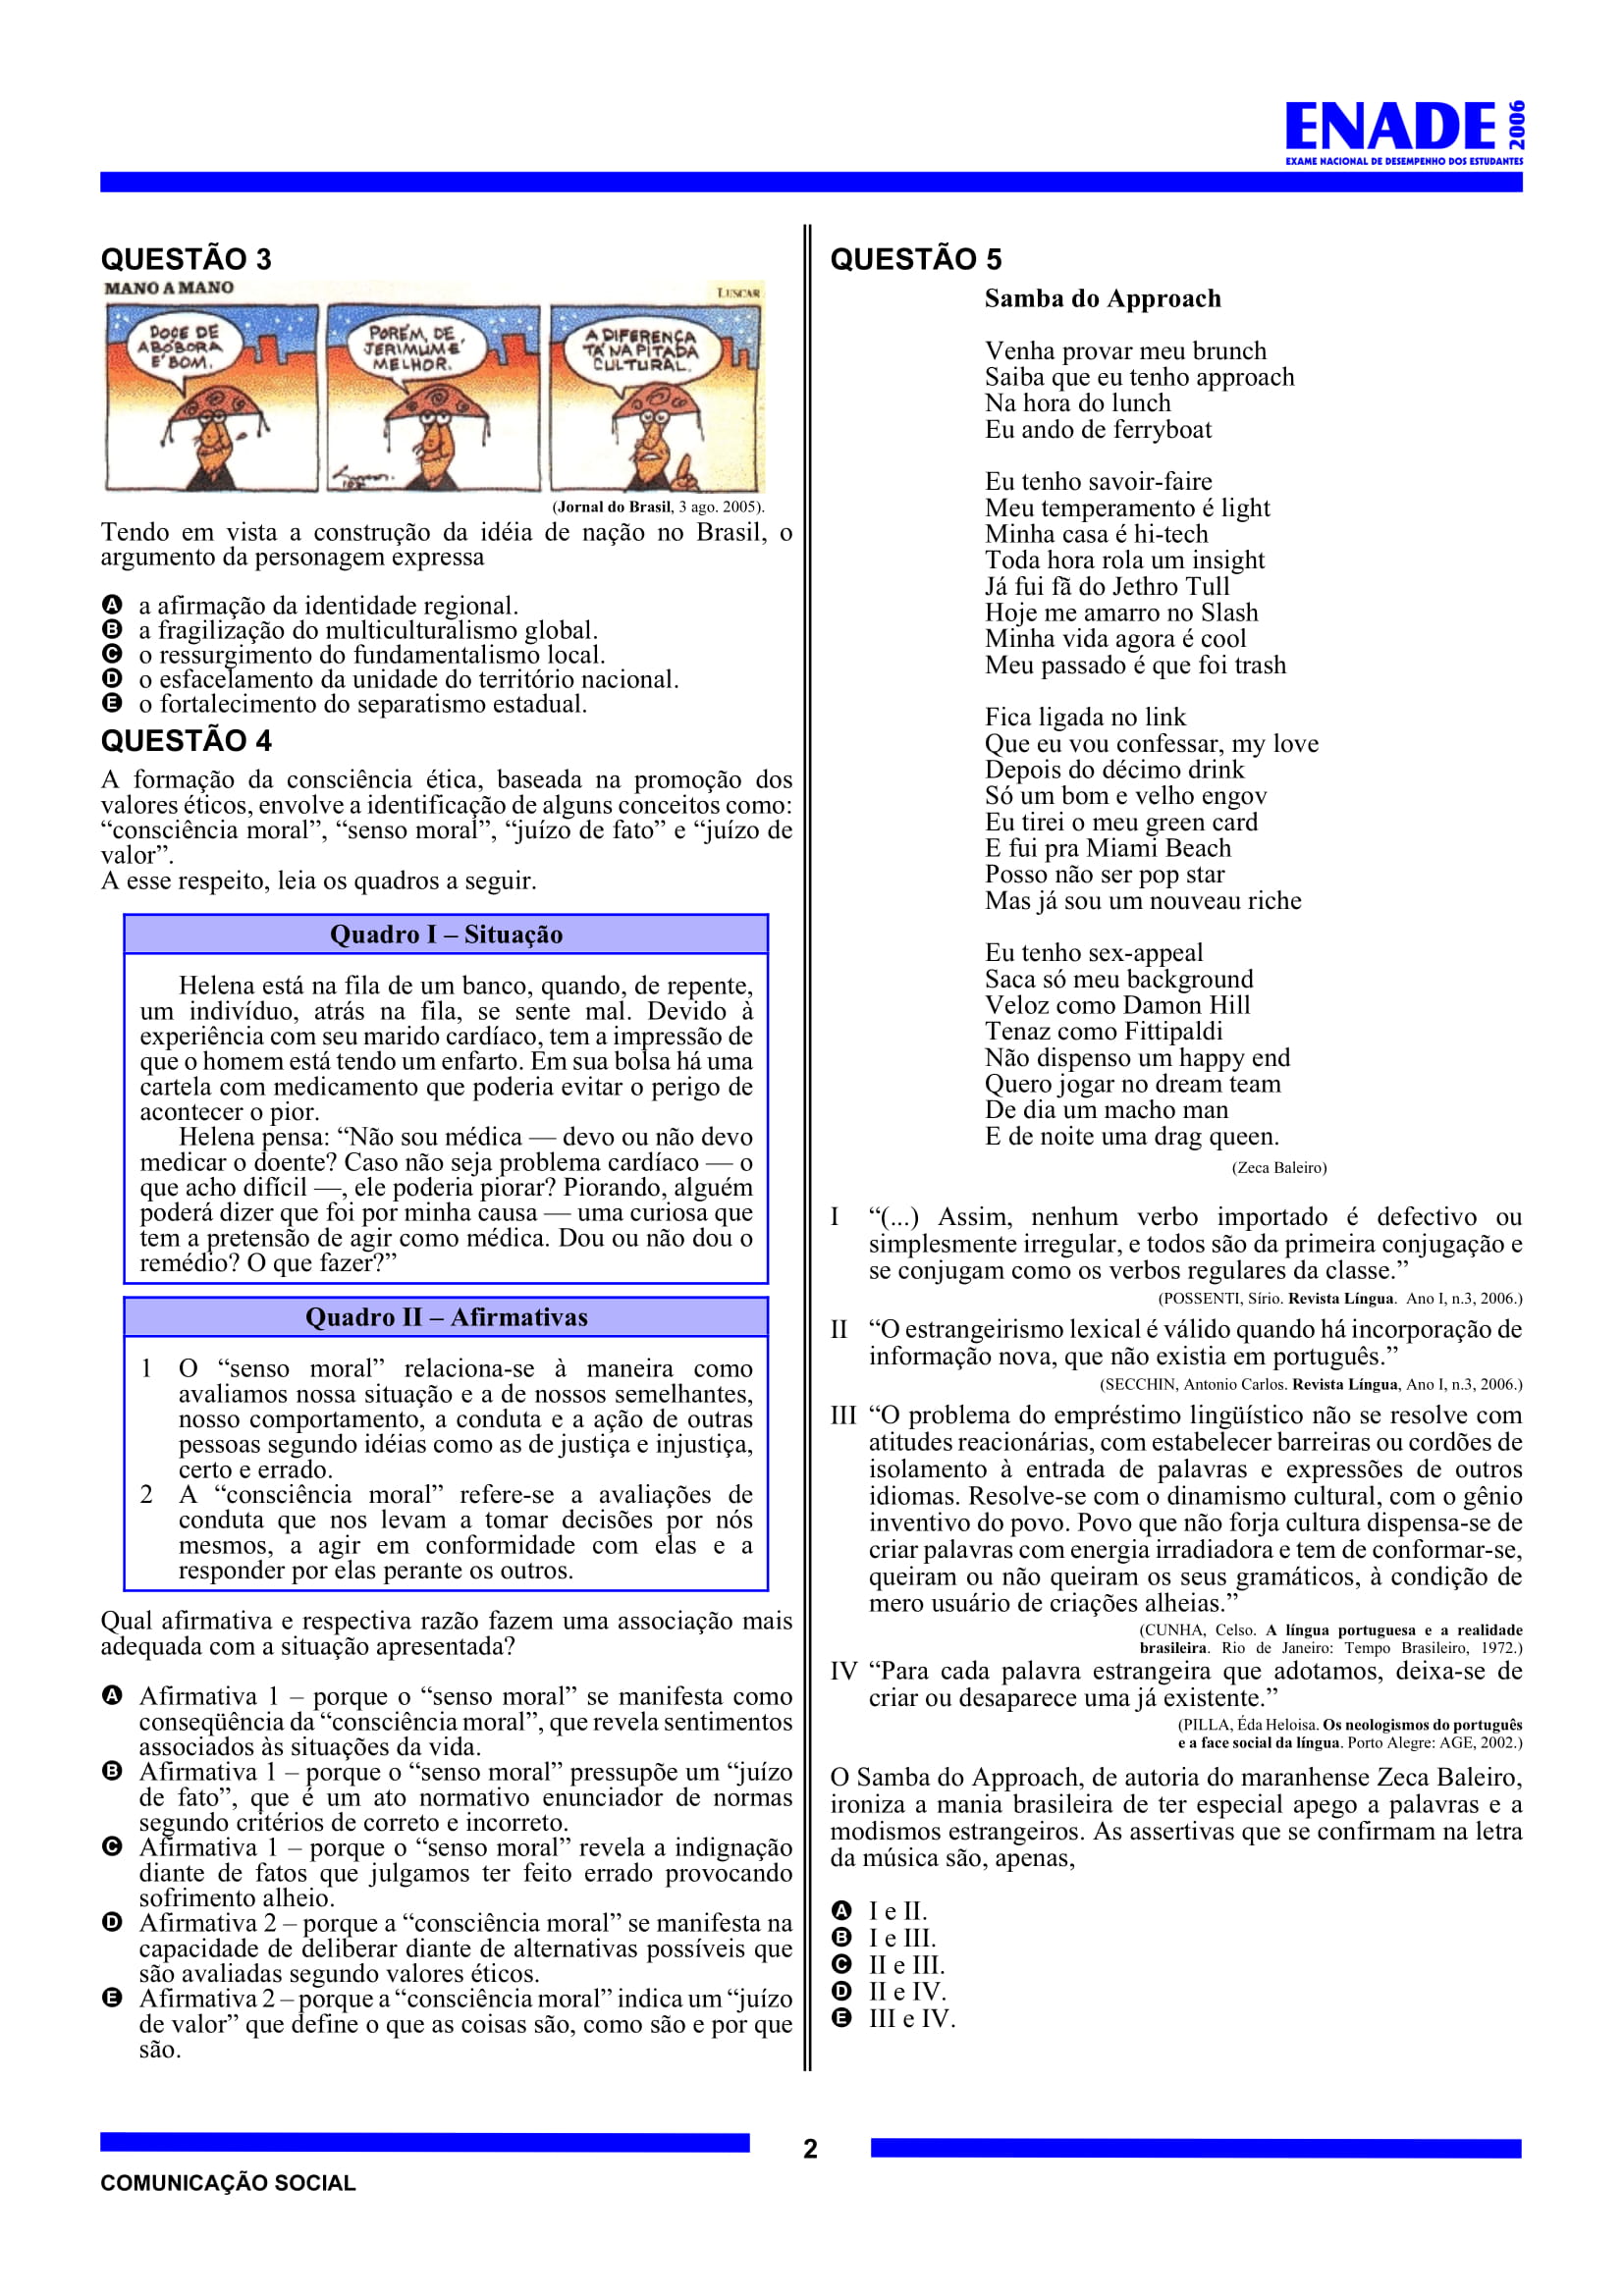 ENADE 2006
EXAME NACIONAL DE DESEMPENHO DOS ESTUDANTES
QUESTÃO 3
MANO A MANO
LUSCAR
DOCE DE
ABÓBORA
É BOM.
PORÉM, DE
JERIMUM É
MELHOR.
A DIFERENÇA
TÁ NA PITADA
CULTURAL.
(Jornal do Brasil, 3 ago. 2005).
Tendo em vista a construção da idéia de nação no Brasil, o
argumento da personagem expressa
A a afirmação da identidade regional.
B a fragilização do multiculturalismo global.
C o ressurgimento do fundamentalismo local.
D o esfacelamento da unidade do território nacional.
E o fortalecimento do separatismo estadual.
QUESTÃO 4
A formação da consciência ética, baseada na promoção dos
valores éticos, envolve a identificação de alguns conceitos como:
“consciência moral”, “senso moral”, “juízo de fato” e “juízo de
valor”.
A esse respeito, leia os quadros a seguir.
Quadro I – Situação
Helena está na fila de um banco, quando, de repente,
um indivíduo, atrás na fila, se sente mal. Devido à
experiência com seu marido cardíaco, tem a impressão de
que o homem está tendo um enfarto. Em sua bolsa há uma
cartela com medicamento que poderia evitar o perigo de
acontecer o pior.
Helena pensa: “Não sou médica — devo ou não devo
medicar o doente? Caso não seja problema cardíaco — o
que acho difícil —, ele poderia piorar? Piorando, alguém
poderá dizer que foi por minha causa — uma curiosa que
tem a pretensão de agir como médica. Dou ou não dou o
remédio? O que fazer?”
Quadro II – Afirmativas
1 O “senso moral” relaciona-se à maneira como
avaliamos nossa situação e a de nossos semelhantes,
nosso comportamento, a conduta e a ação de outras
pessoas segundo idéias como as de justiça e injustiça,
certo e errado.
2 A “consciência moral” refere-se a avaliações de
conduta que nos levam a tomar decisões por nós
mesmos, a agir em conformidade com elas e a
responder por elas perante os outros.
Qual afirmativa e respectiva razão fazem uma associação mais
adequada com a situação apresentada?
A Afirmativa 1 – porque o “senso moral” se manifesta como
conseqüência da “consciência moral”, que revela sentimentos
associados às situações da vida.
B Afirmativa 1 – porque o “senso moral” pressupõe um “juízo
de fato”, que é um ato normativo enunciador de normas
segundo critérios de correto e incorreto.
C Afirmativa 1 – porque o “senso moral” revela a indignação
diante de fatos que julgamos ter feito errado provocando
sofrimento alheio.
D Afirmativa 2 – porque a “consciência moral” se manifesta na
capacidade de deliberar diante de alternativas possíveis que
são avaliadas segundo valores éticos.
E Afirmativa 2 – porque a “consciência moral” indica um “juízo
de valor” que define o que as coisas são, como são e por que
são.
QUESTÃO 5
Samba do Approach
Venha provar meu brunch
Saiba que eu tenho approach
Na hora do lunch
Eu ando de ferryboat
Eu tenho savoir-faire
Meu temperamento é light
Minha casa é hi-tech
Toda hora rola um insight
Já fui fã do Jethro Tull
Hoje me amarro no Slash
Minha vida agora é cool
Meu passado é que foi trash
Fica ligada no link
Que eu vou confessar, my love
Depois do décimo drink
Só um bom e velho engov
Eu tirei o meu green card
E fui pra Miami Beach
Posso não ser pop star
Mas já sou um nouveau riche
Eu tenho sex-appeal
Saca só meu background
Veloz como Damon Hill
Tenaz como Fittipaldi
Não dispenso um happy end
Quero jogar no dream team
De dia um macho man
E de noite uma drag queen.
(Zeca Baleiro)
I “(...) Assim, nenhum verbo importado é defectivo ou
simplesmente irregular, e todos são da primeira conjugação e
se conjugam como os verbos regulares da classe.”
(POSSENTI, Sírio. Revista Língua. Ano I, n.3, 2006.)
II “O estrangeirismo lexical é válido quando há incorporação de
informação nova, que não existia em português.”
(SECCHIN, Antonio Carlos. Revista Língua, Ano I, n.3, 2006.)
III “O problema do empréstimo lingüístico não se resolve com
atitudes reacionárias, com estabelecer barreiras ou cordões de
isolamento à entrada de palavras e expressões de outros
idiomas. Resolve-se com o dinamismo cultural, com o gênio
inventivo do povo. Povo que não forja cultura dispensa-se de
criar palavras com energia irradiadora e tem de conformar-se,
queiram ou não queiram os seus gramáticos, à condição de
mero usuário de criações alheias.”
(CUNHA, Celso. A língua portuguesa e a realidade
brasileira. Rio de Janeiro: Tempo Brasileiro, 1972.)
IV “Para cada palavra estrangeira que adotamos, deixa-se de
criar ou desaparece uma já existente.”
(PILLA, Éda Heloisa. Os neologismos do português
e a face social da língua. Porto Alegre: AGE, 2002.)
O Samba do Approach, de autoria do maranhense Zeca Baleiro,
ironiza a mania brasileira de ter especial apego a palavras e a
modismos estrangeiros. As assertivas que se confirmam na letra
da música são, apenas,
A I e II.
B I e III.
C II e III.
D II e IV.
E III e IV.
2
COMUNICAÇÃO SOCIAL